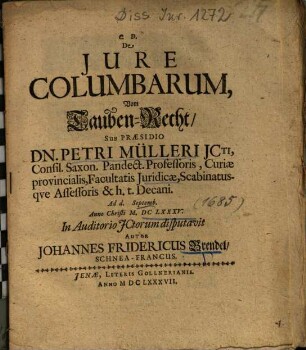 Diss Jur. 1272
C. D.
De
JURE
COLUMBARUM,
Vom
Tauben-Recht/
Sub PRÆSIDIO
DN. PETRI MÜLLERI JCTI,
Consil. Saxon. Pandect. Professoris, Curiæ
provincialis, Facultatis Juridicæ, Scabinatus-
qve Assessoris & h. t. Decani.
Ad d. Septemb.
Anno Christi M. DC LXXXV.
(1685)
In Auditorio JCtorum disputavit
AUTOR
JOHANNES FRIDERICUS Brendel/
SCHNEA-FRANCUS.
JENÆ, LITERIS GOLLNERIANIS.
ANNO MDCLXXXVII.